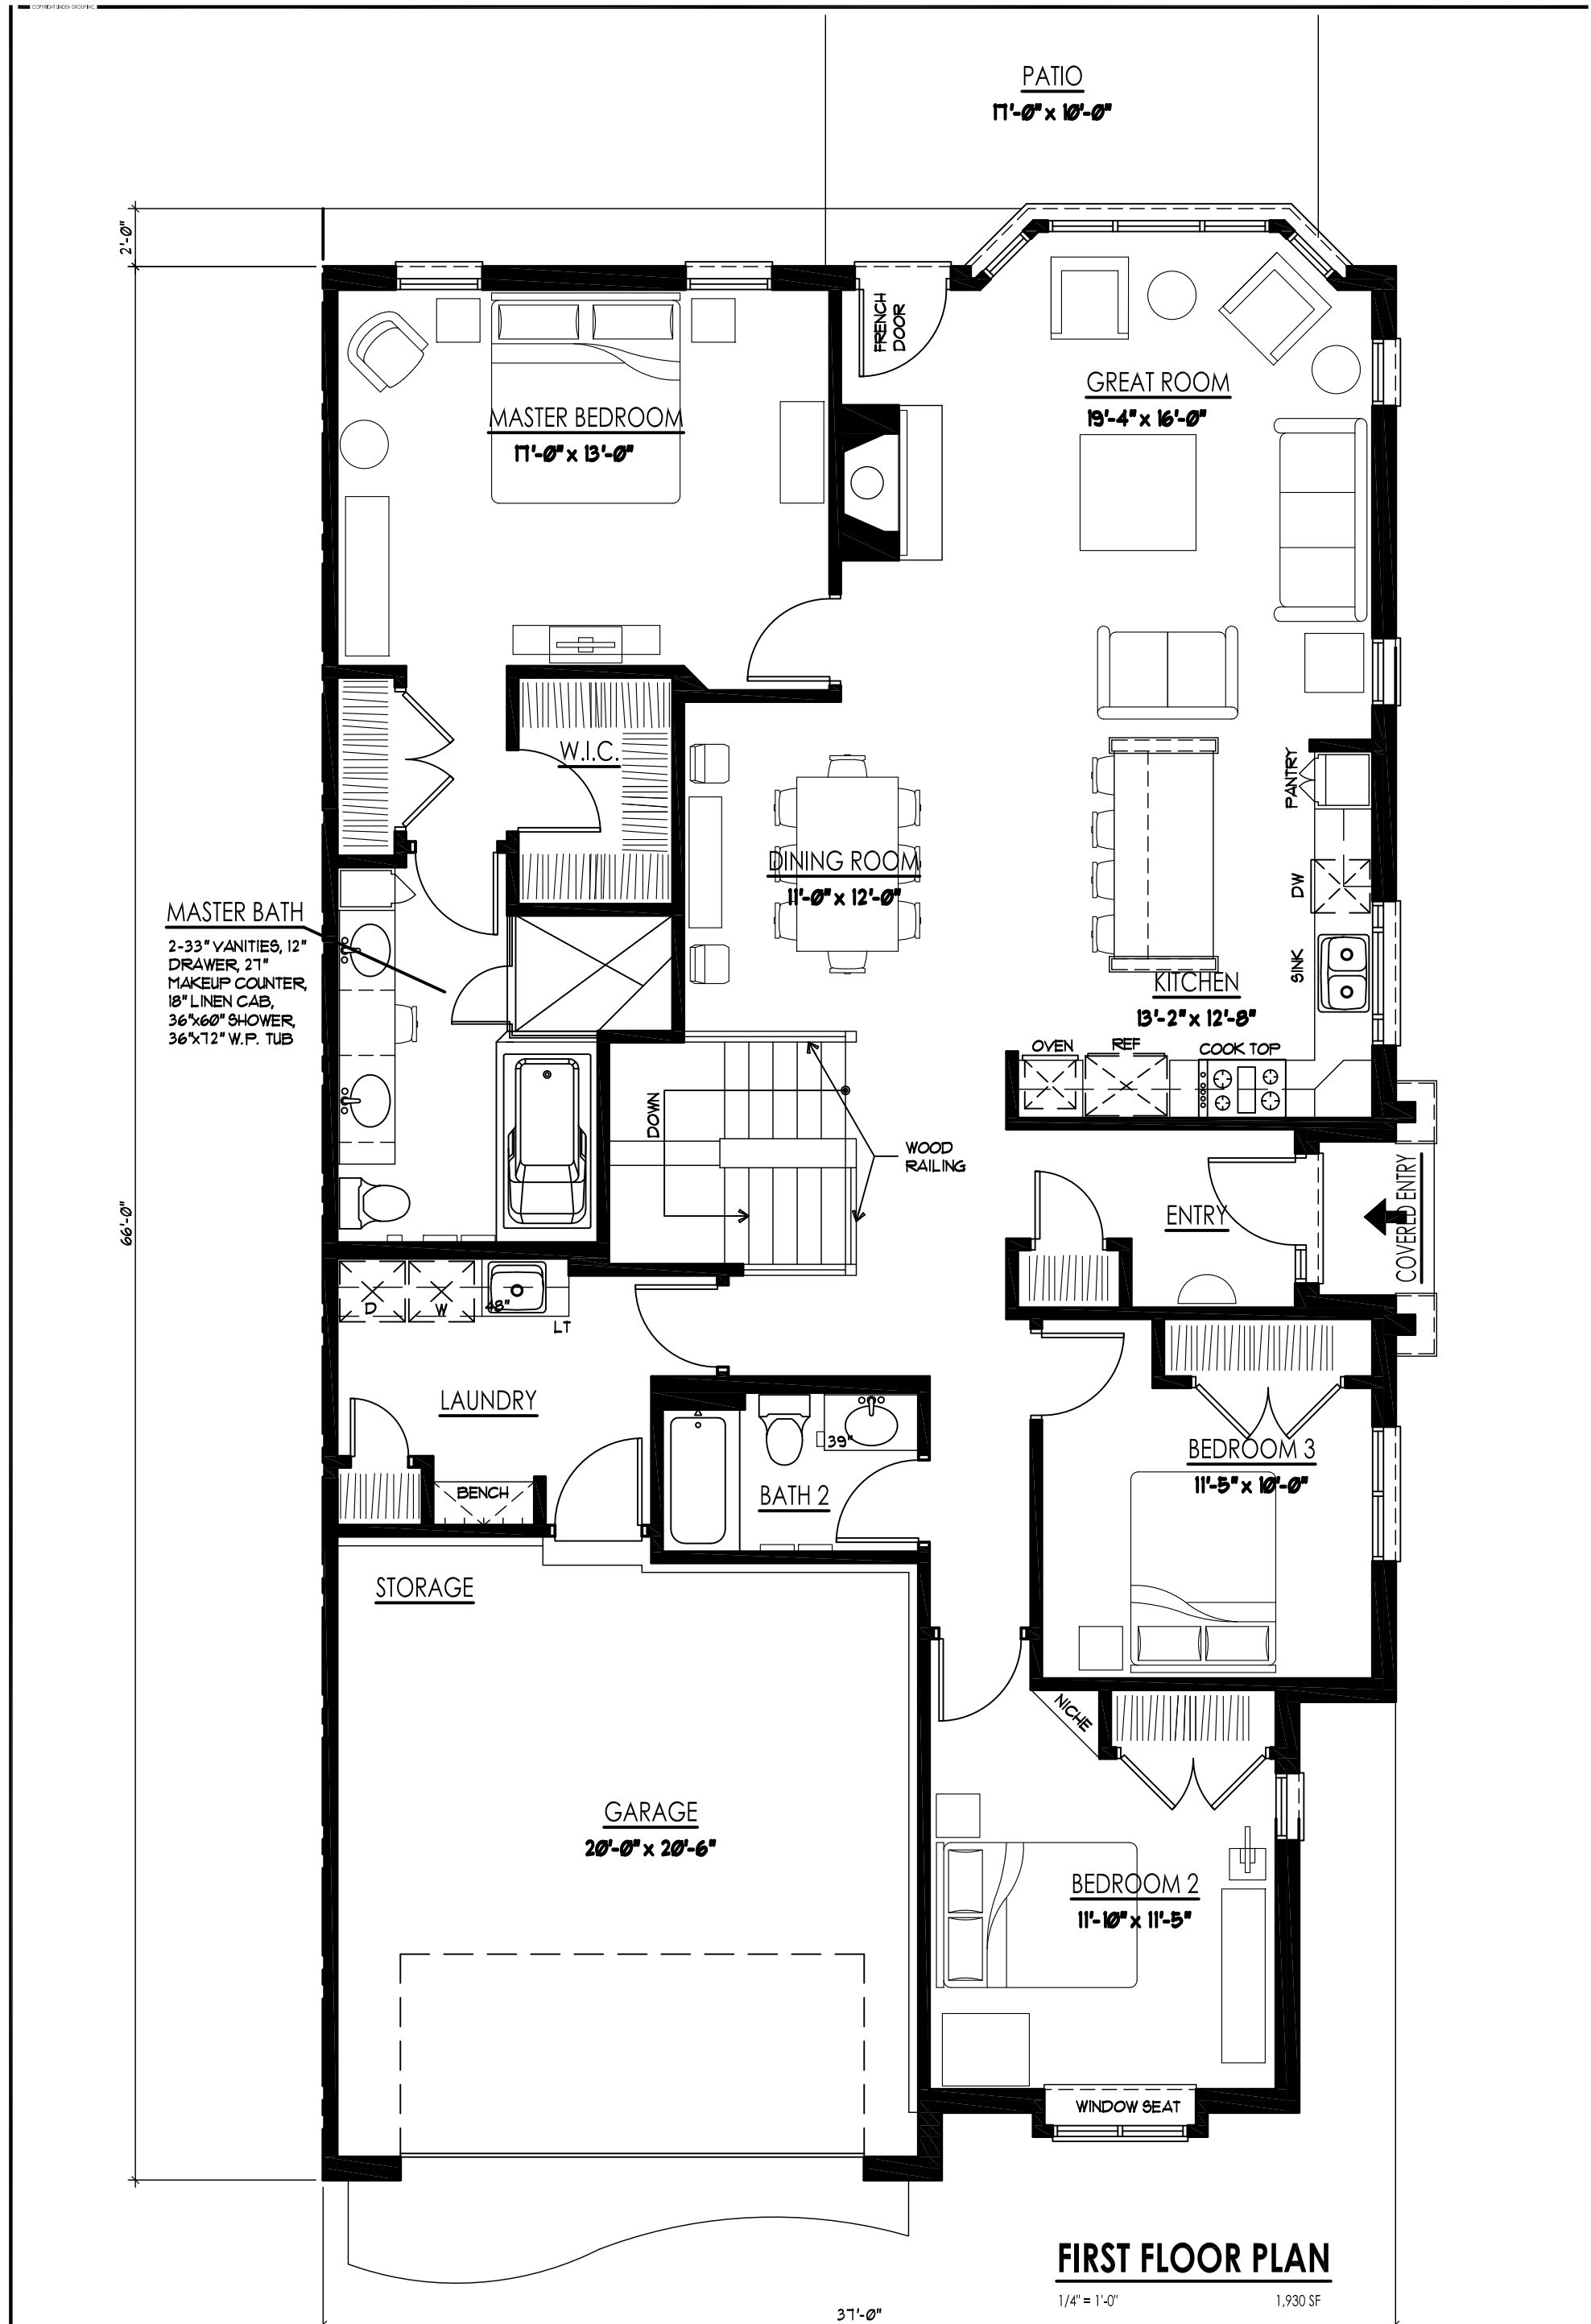 COPYRIGHT LINDEN GROUP INC.
PATIO
17'-0" x 10'-0"
2'-0"
FRENCH
DOOR
GREAT ROOM
19'-4" x 16'-0"
MASTER BEDROOM
17'-0" x 13'-0"
W.I.C.
PANTRY
DINING ROOM
11'-0" x 12'-0"
DW
MASTER BATH
2-33" VANITIES, 12"
DRAWER, 27"
MAKEUP COUNTER,
18" LINEN CAB,
36"x60" SHOWER,
36"x72" W.P. TUB
SINK
KITCHEN
13'-2" x 12'-8"
OVEN
REF
COOK TOP
DOWN
WOOD
RAILING
66'-0"
ENTRY
COVERED ENTRY
D
W
48"
LT
LAUNDRY
39"
BEDROOM 3
11'-5" x 10'-0"
BENCH
BATH 2
STORAGE
NICHE
GARAGE
20'-0" x 20'-6"
BEDROOM 2
11'-10" x 11'-5"
WINDOW SEAT
FIRST FLOOR PLAN
1/4" = 1'-0"
1,930 SF
37'-0"